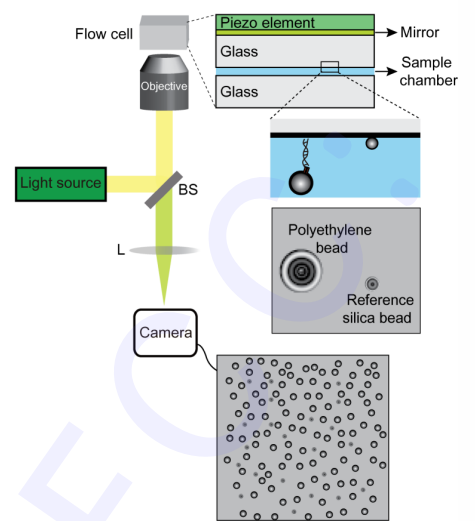 Flow cell
Piezo element
Mirror
Glass
Sample
chamber
Glass
Objective
Light source
BS
L
Polyethylene
bead
Reference
silica bead
Camera